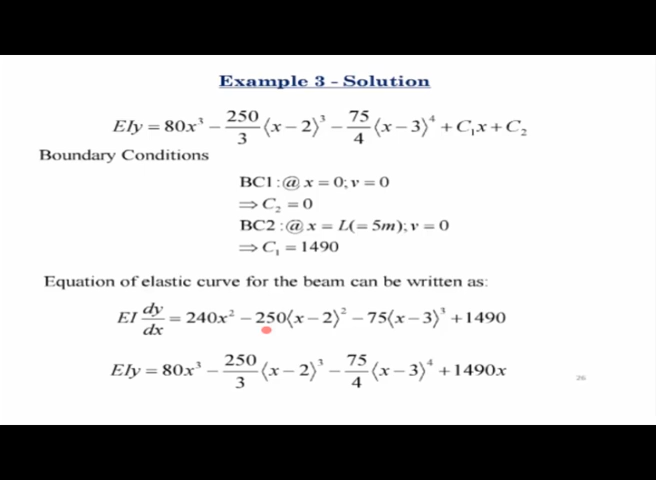 Example 3 - Solution
EIy = 80x³ − 250/3 ⟨x − 2⟩³ − 75/4 ⟨x − 3⟩⁴ + C₁x + C₂
Boundary Conditions
BC1 : @ x = 0; v = 0
⇒ C₂ = 0
BC2 : @ x = L(= 5m); v = 0
⇒ C₁ = 1490
Equation of elastic curve for the beam can be written as:
EI dy/dx = 240x² − 250⟨x − 2⟩² − 75⟨x − 3⟩³ + 1490
EIy = 80x³ − 250/3 ⟨x − 2⟩³ − 75/4 ⟨x − 3⟩⁴ + 1490x
26